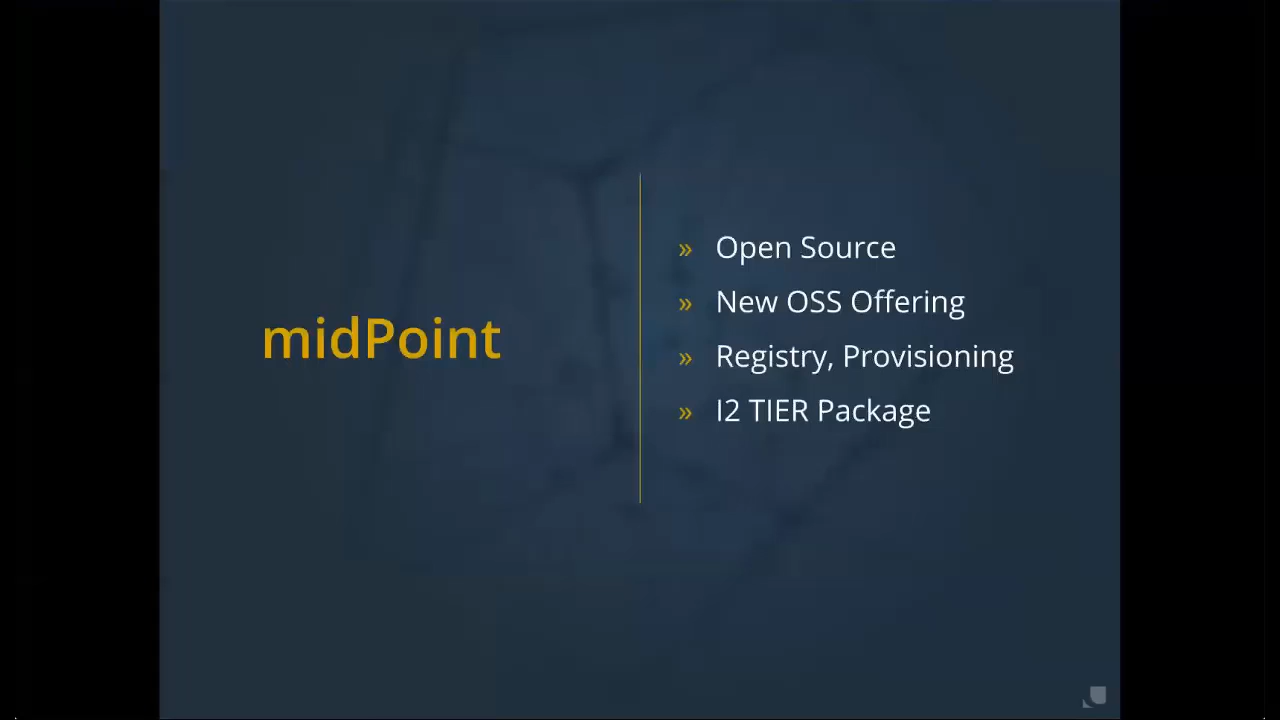 midPoint
» Open Source
» New OSS Offering
» Registry, Provisioning
» I2 TIER Package